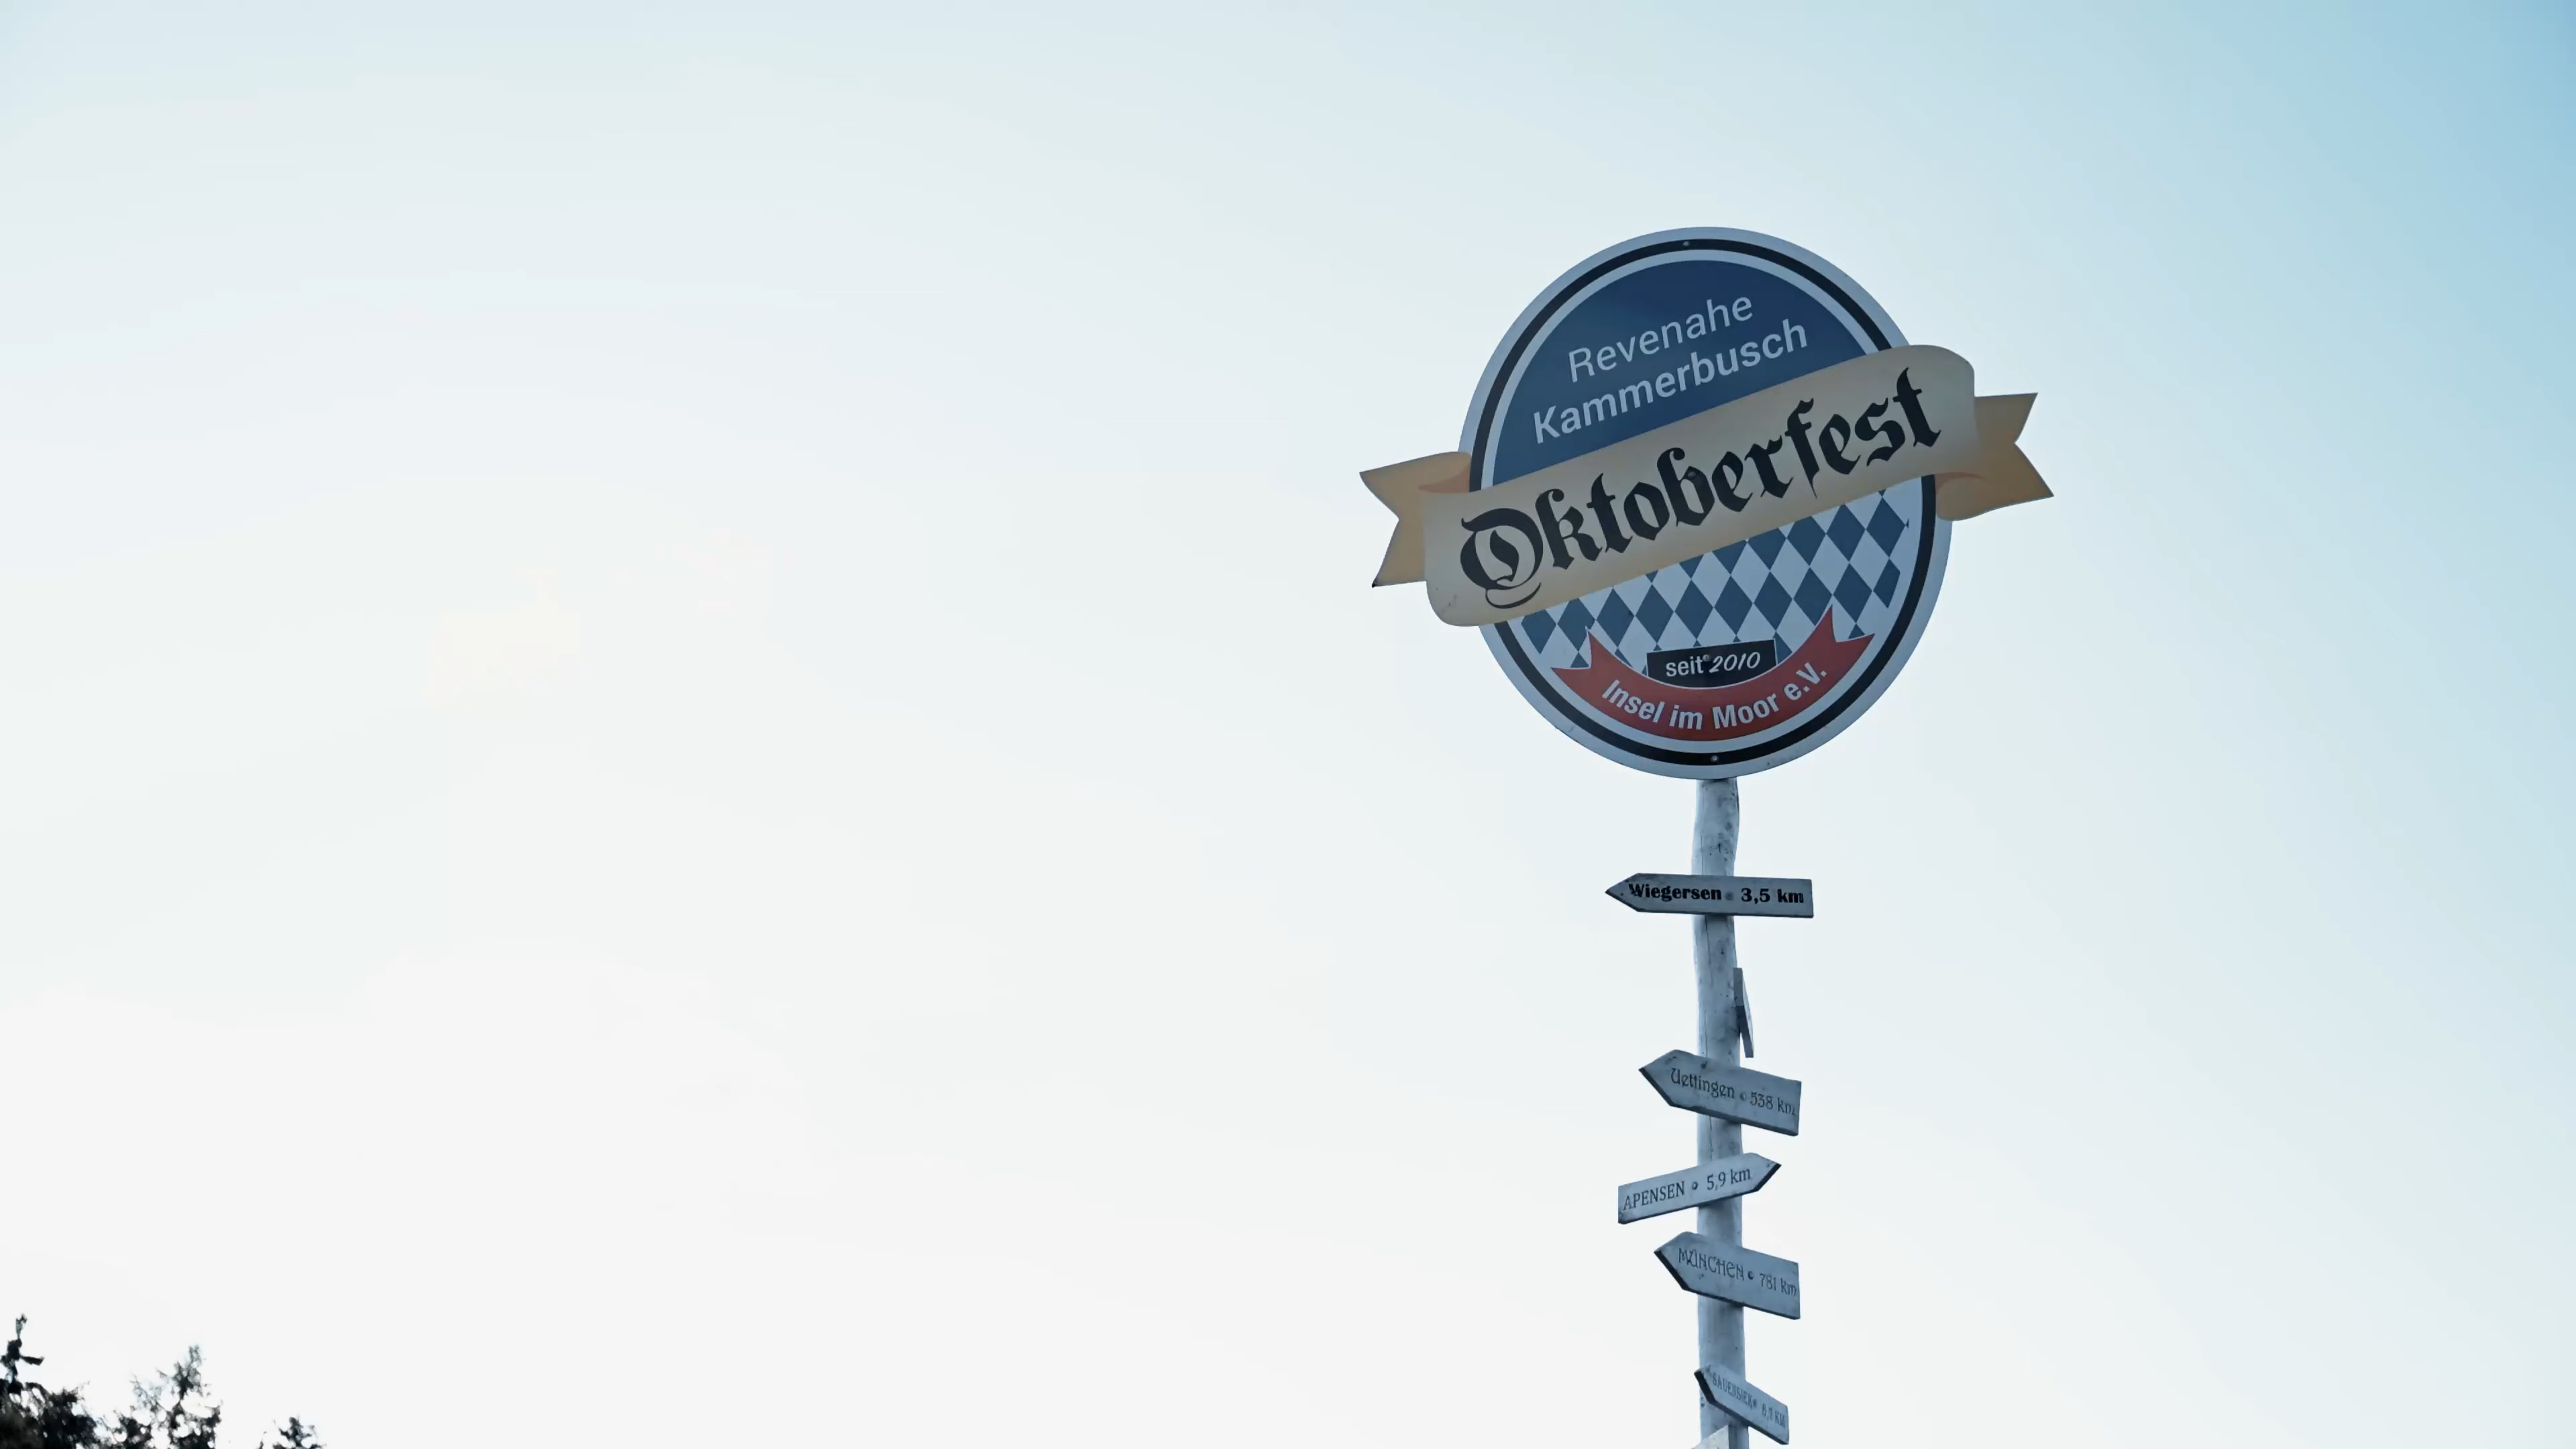 Revenahe
Kammerbusch
Oktoberfest
seit 2010
Insel im Moor e.V.
Wiegersen 3,5 km
Uettingen 538 km
APENSEN 5,9 km
MÜNCHEN 781 km